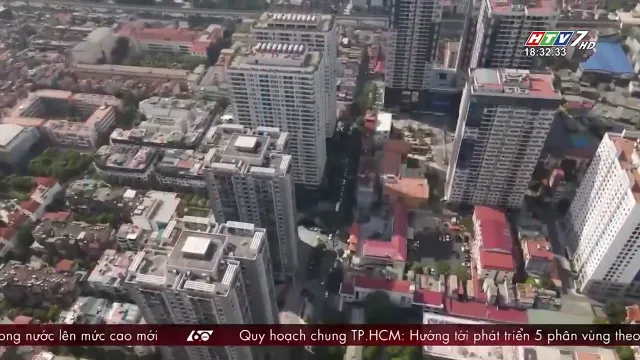 HTV7 HD
18:32:33
ong nước lên mức cao mới 60 Quy hoạch chung TP.HCM: Hướng tới phát triển 5 phân vùng theo